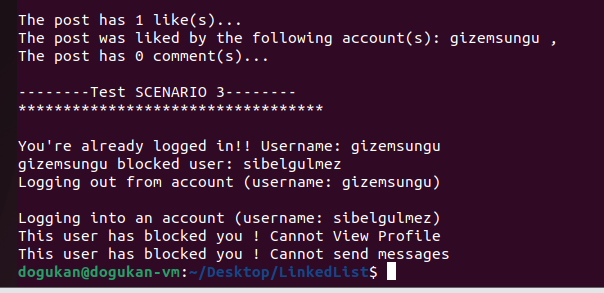 The post has 1 like(s)...
The post was liked by the following account(s): gizemsungu ,
The post has 0 comment(s)...
--------Test SCENARIO 3--------
**********************************
You're already logged in!! Username: gizemsungu
gizemsungu blocked user: sibelgulmez
Logging out from account (username: gizemsungu)
Logging into an account (username: sibelgulmez)
This user has blocked you ! Cannot View Profile
This user has blocked you ! Cannot send messages
dogukan@dogukan-vm:~/Desktop/LinkedList$